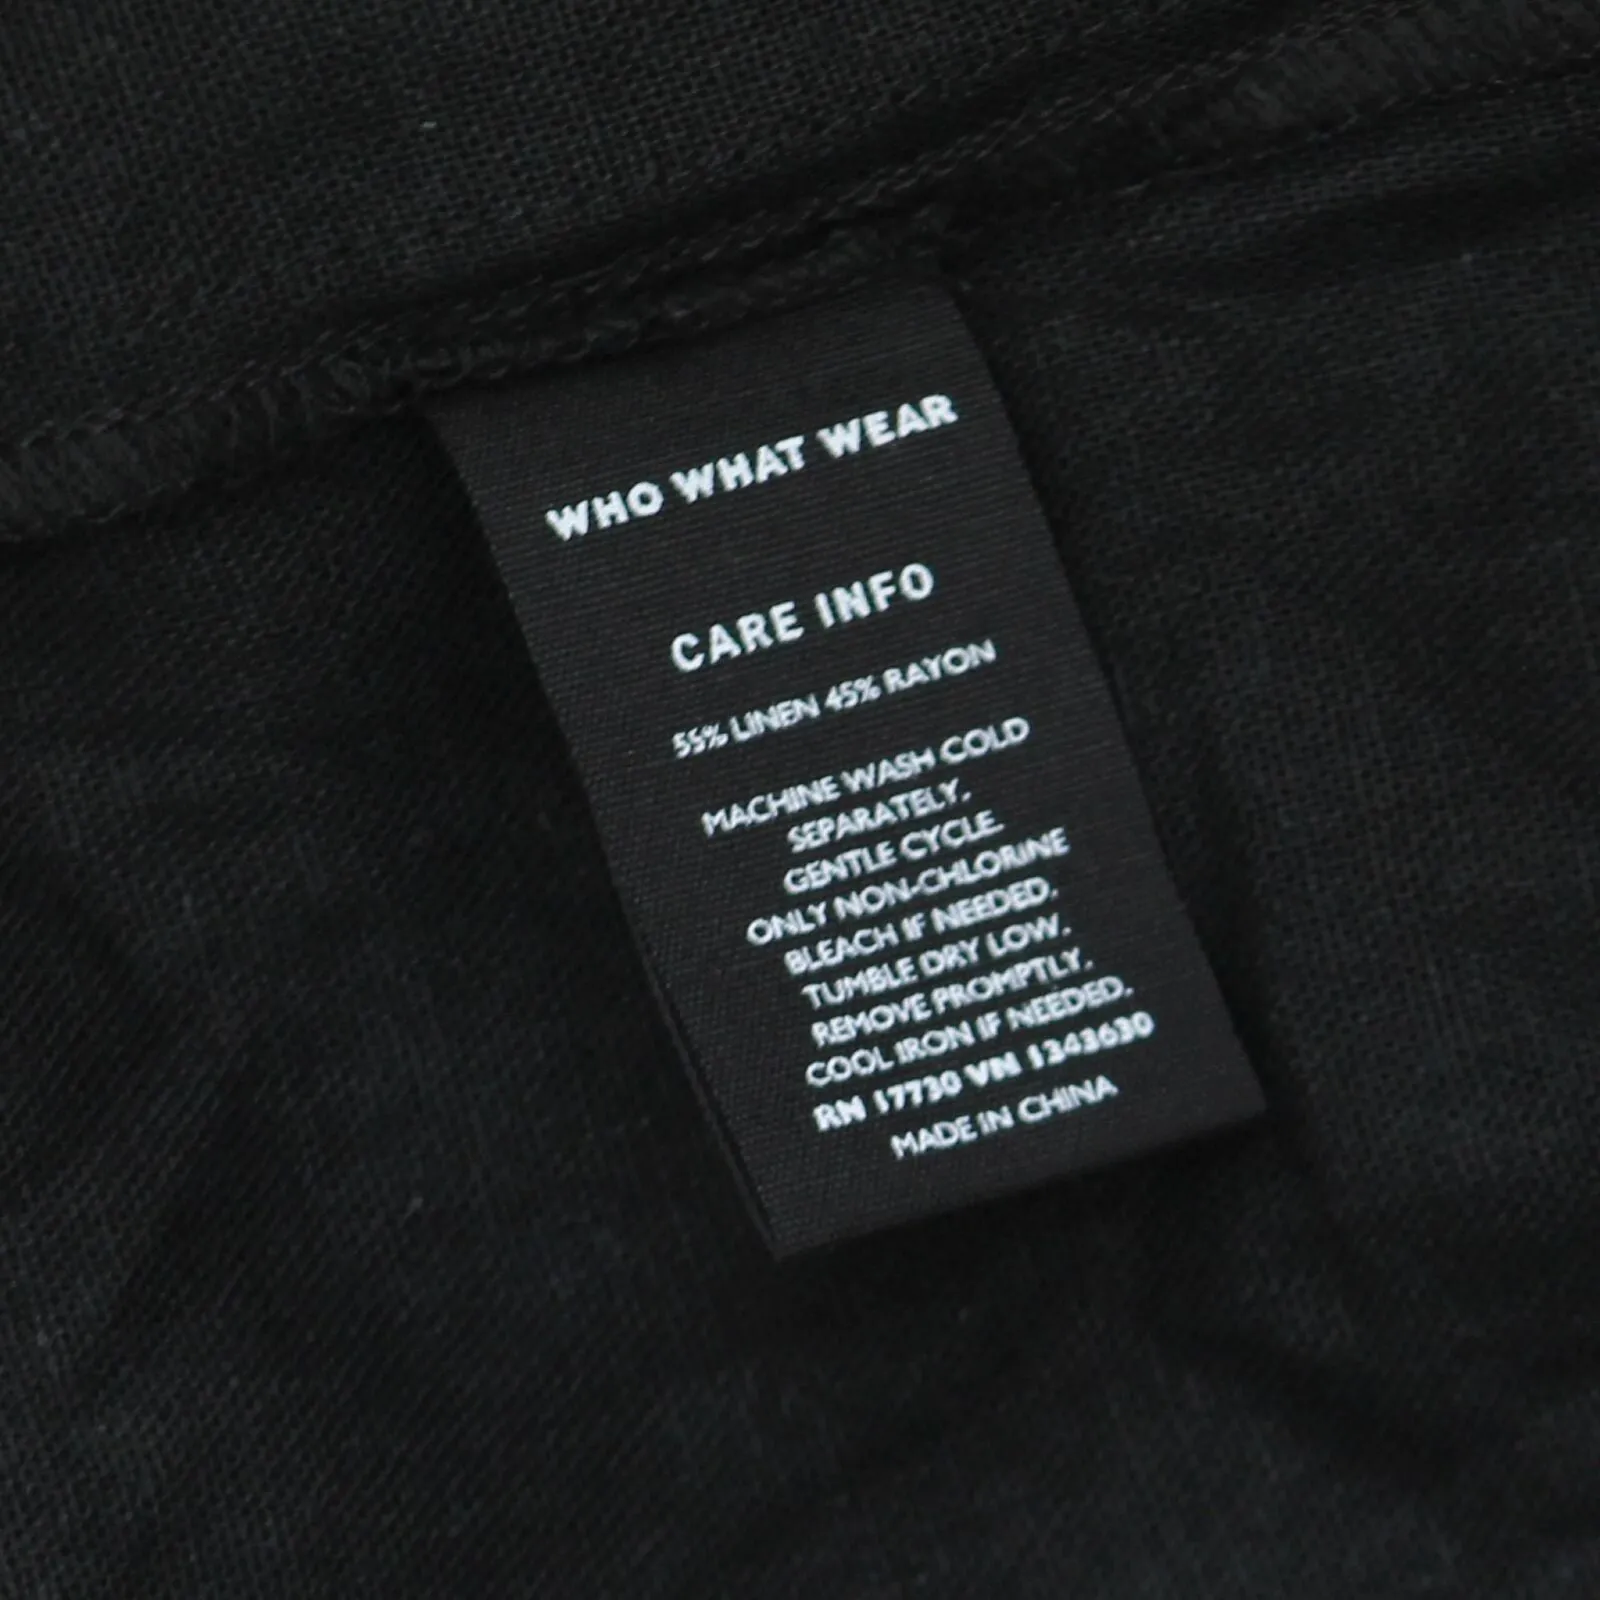 WHO WHAT WEAR
CARE INFO
55% LINEN 45% RAYON
MACHINE WASH COLD
SEPARATELY.
GENTLE CYCLE.
ONLY NON-CHLORINE
BLEACH IF NEEDED.
TUMBLE DRY LOW.
REMOVE PROMPTLY.
COOL IRON IF NEEDED.
RN 17730 VN 1343630
MADE IN CHINA